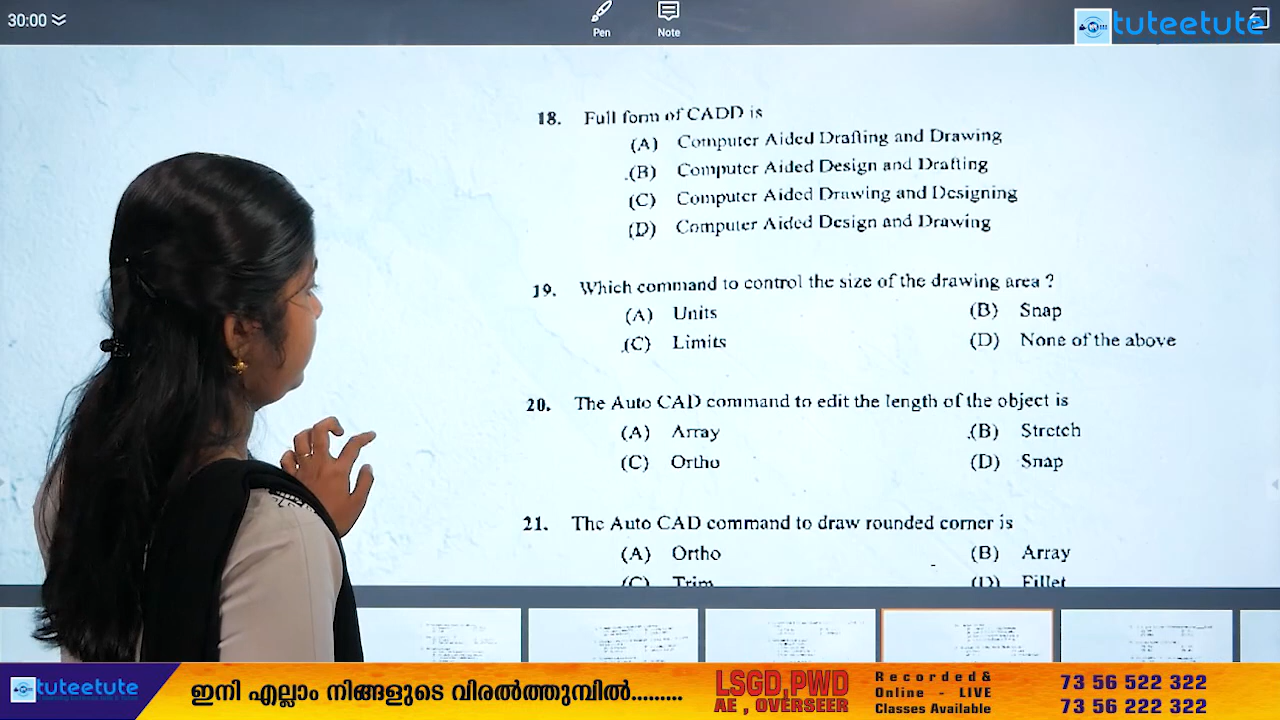 30:00
Pen
Note
tuteetute
18. Full form of CADD is
(A) Computer Aided Drafting and Drawing
(B) Computer Aided Design and Drafting
(C) Computer Aided Drawing and Designing
(D) Computer Aided Design and Drawing
19. Which command to control the size of the drawing area ?
(A) Units (B) Snap
(C) Limits (D) None of the above
20. The Auto CAD command to edit the length of the object is
(A) Array (B) Stretch
(C) Ortho (D) Snap
21. The Auto CAD command to draw rounded corner is
(A) Ortho (B) Array
(C) Trim (D) Fillet
tuteetute
ഇനി എല്ലാം നിങ്ങളുടെ വിരൽത്തുമ്പിൽ.........
LSGD,PWD
AE , OVERSEER
Recorded &
Online - LIVE
Classes Available
73 56 522 322
73 56 222 322